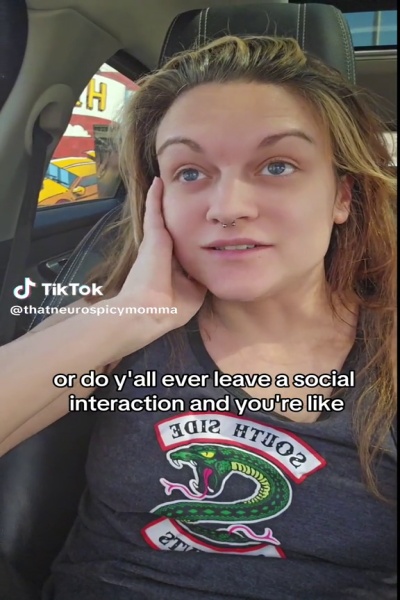 H
TikTok
@thatneurospicymomma
or do y'all ever leave a social
interaction and you're like
SOUTH SIDE